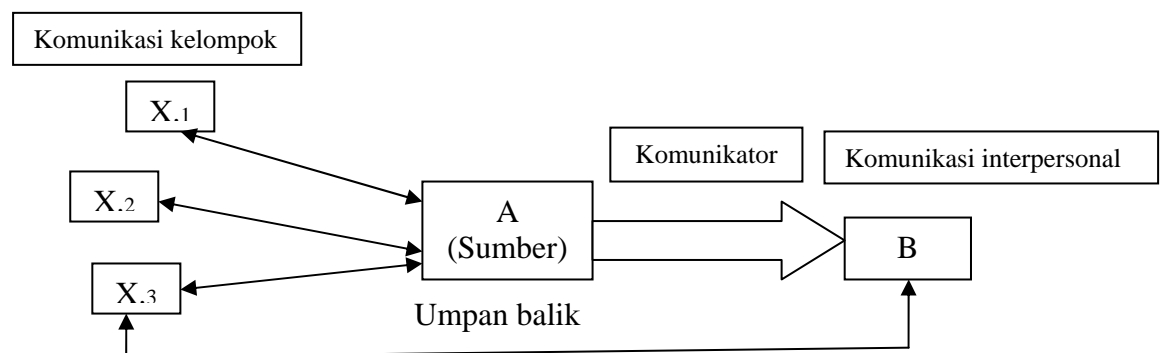 Komunikasi kelompok
X.1
Komunikator
Komunikasi interpersonal
X.2
A
(Sumber)
B
X.3
Umpan balik